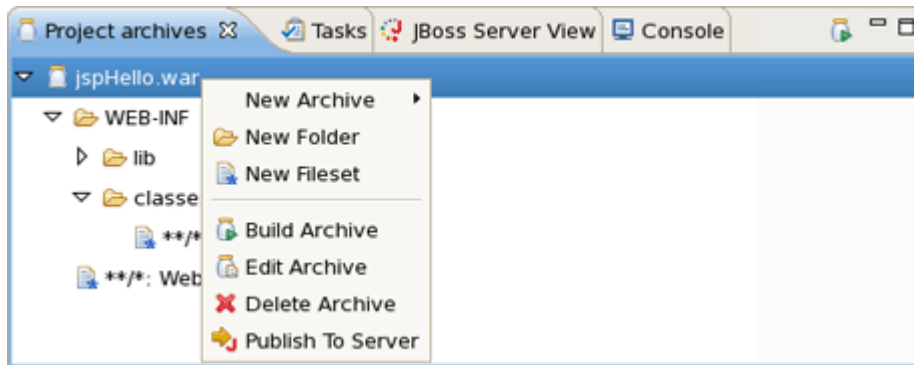 Project archives Tasks JBoss Server View Console
jspHello.war
New Archive
WEB-INF
New Folder
lib
New Fileset
classe
Build Archive
**/*
Edit Archive
**/*: Web
Delete Archive
Publish To Server